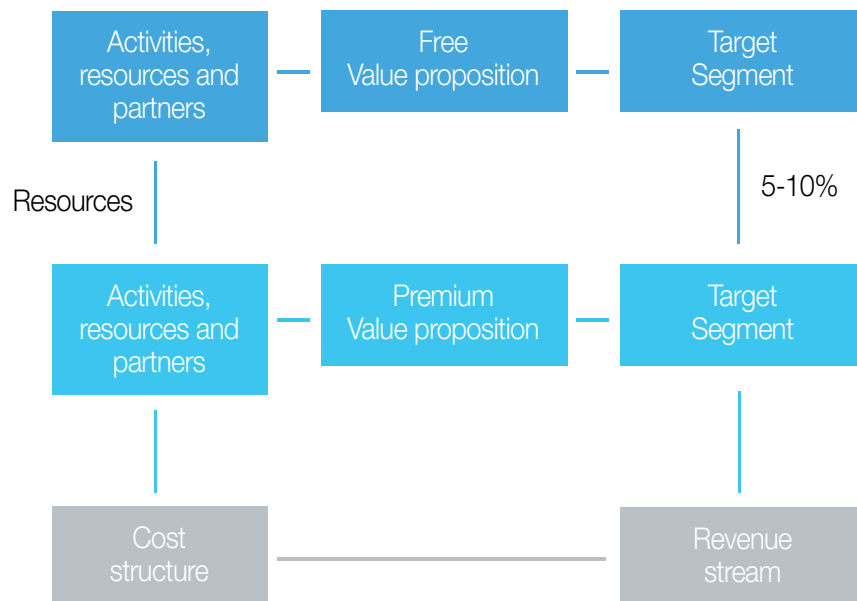 Activities,
resources and
partners
Free
Value proposition
Target
Segment
Resources
5-10%
Activities,
resources and
partners
Premium
Value proposition
Target
Segment
Cost
structure
Revenue
stream